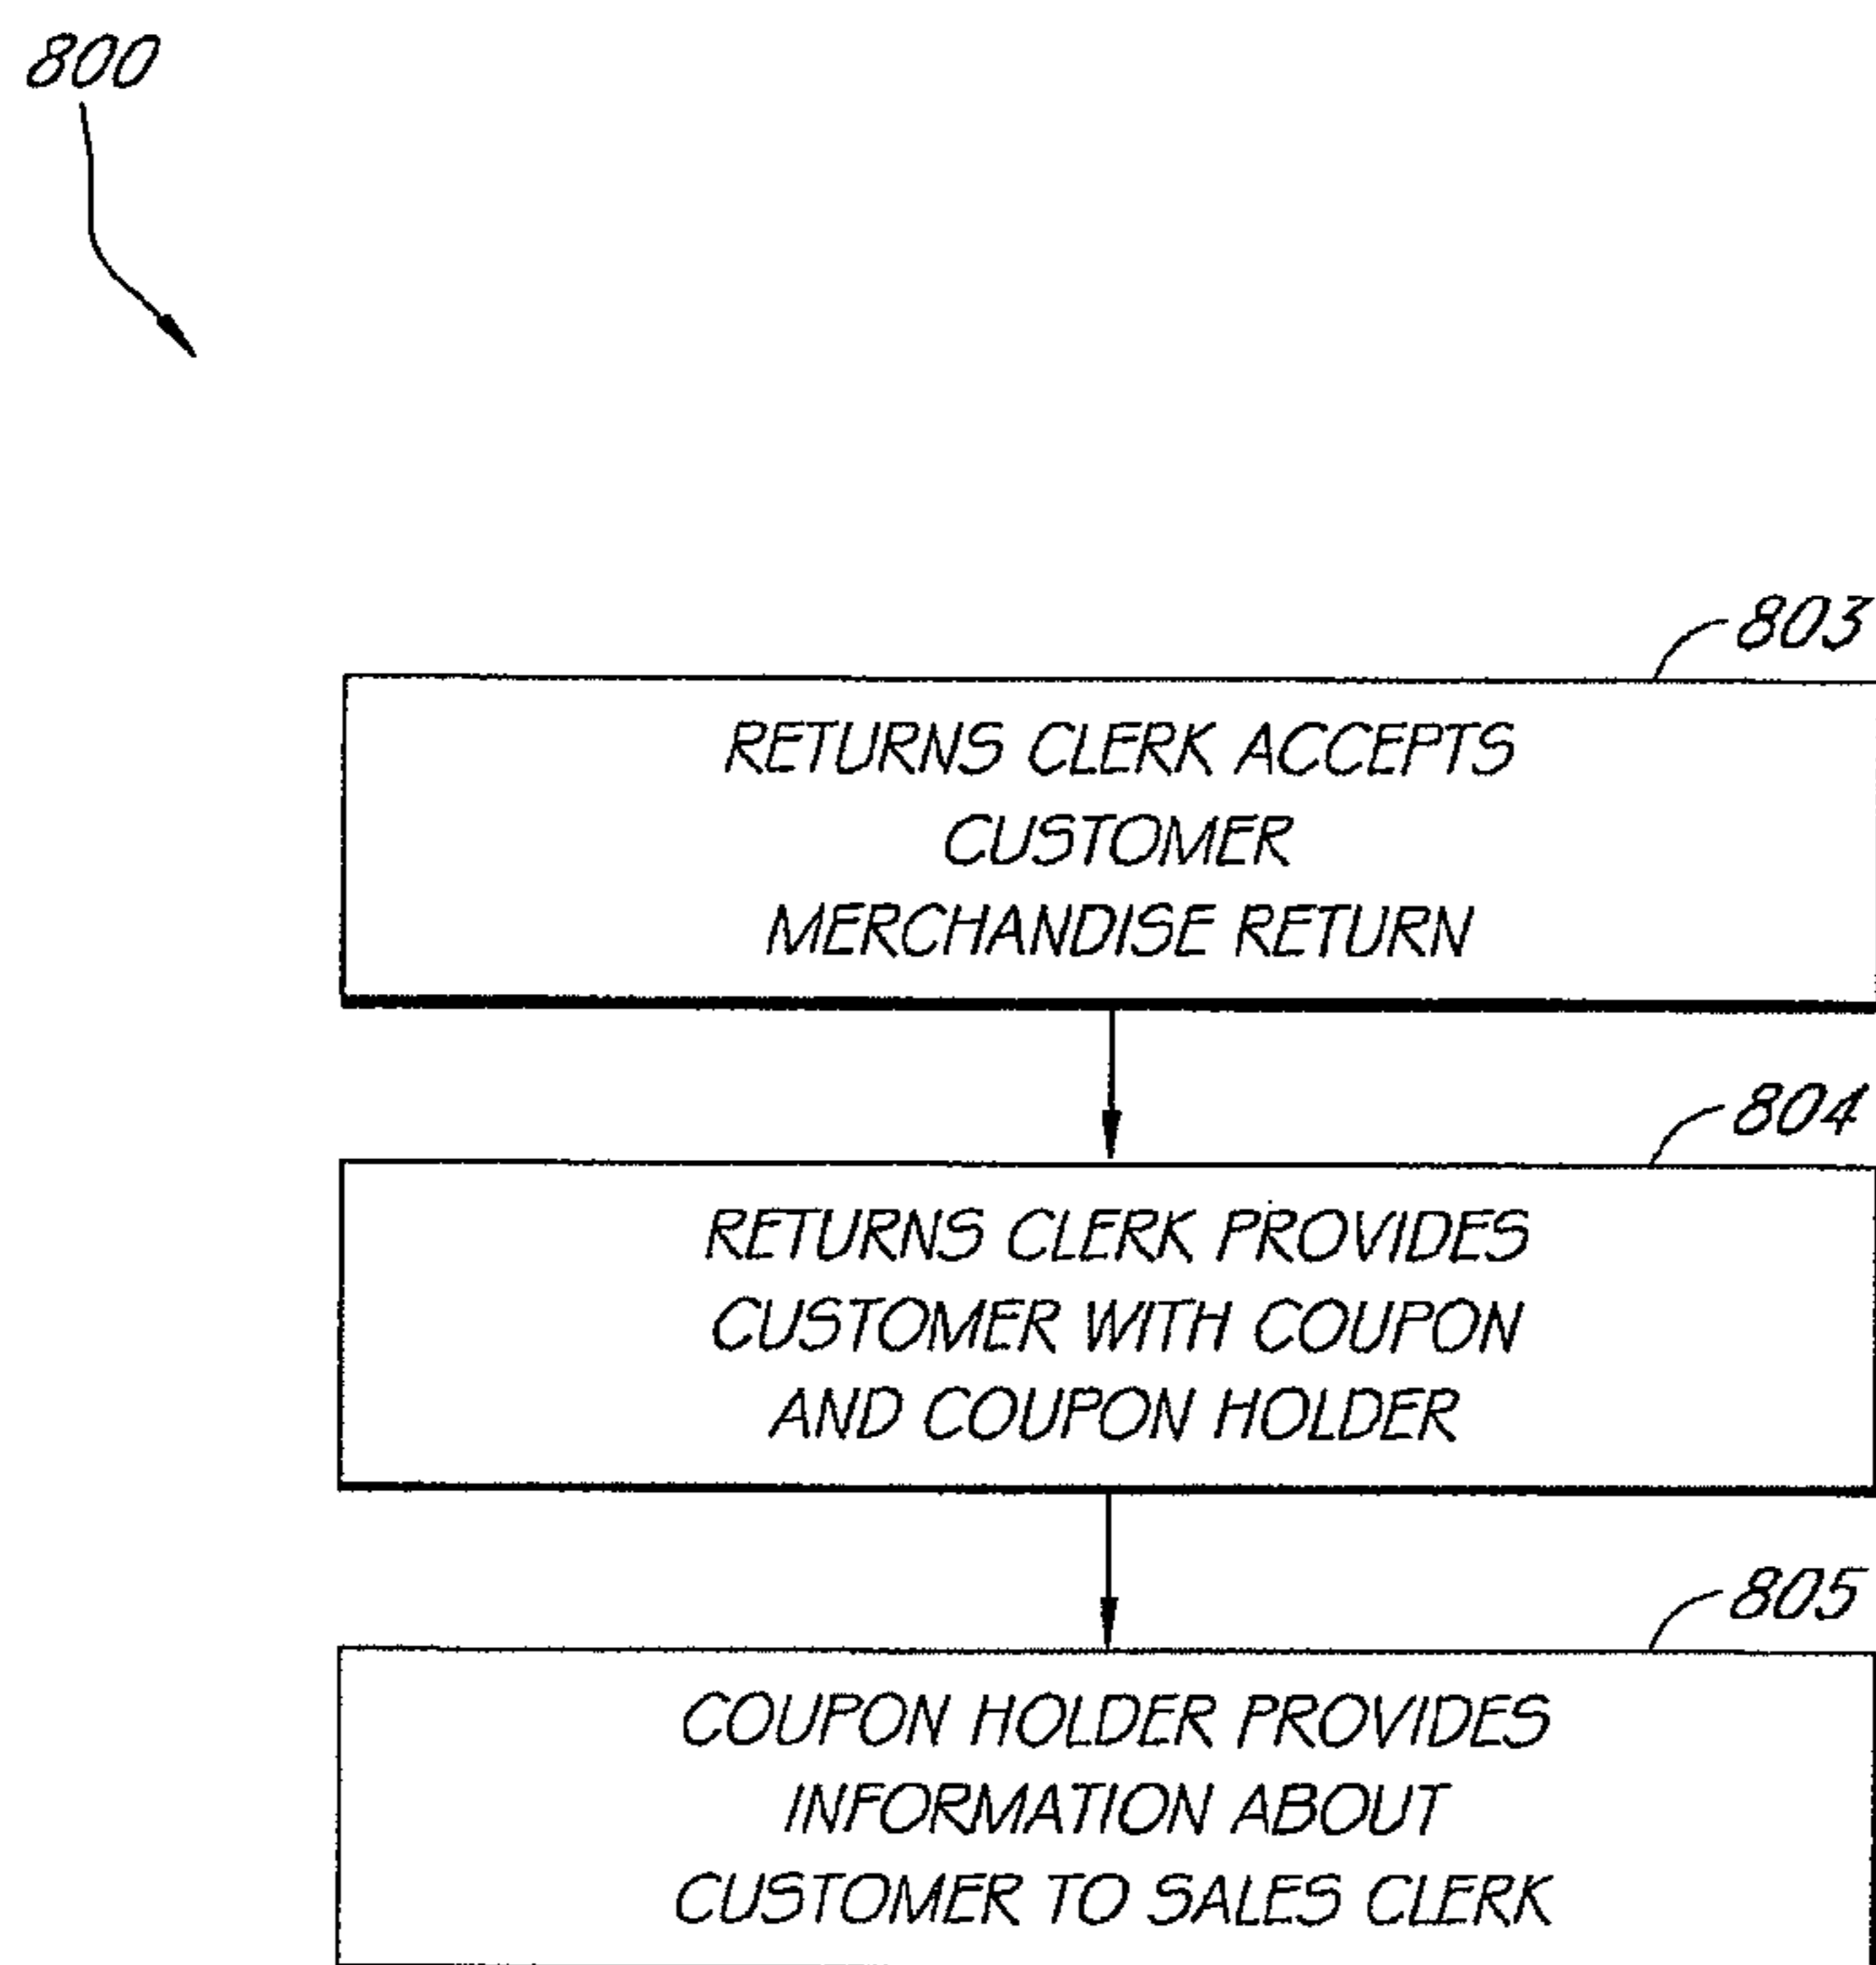 800
803
RETURNS CLERK ACCEPTS
CUSTOMER
MERCHANDISE RETURN
804
RETURNS CLERK PROVIDES
CUSTOMER WITH COUPON
AND COUPON HOLDER
805
COUPON HOLDER PROVIDES
INFORMATION ABOUT
CUSTOMER TO SALES CLERK